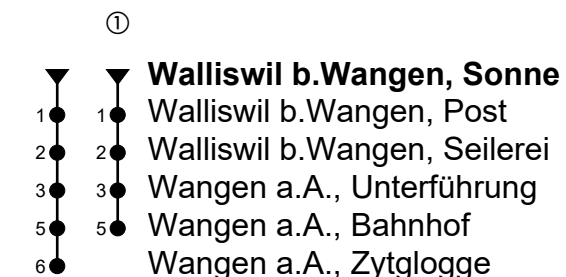 ①
Walliswil b.Wangen, Sonne
1 1 Walliswil b.Wangen, Post
2 2 Walliswil b.Wangen, Seilerei
3 3 Wangen a.A., Unterführung
5 5 Wangen a.A., Bahnhof
6 Wangen a.A., Zytglogge